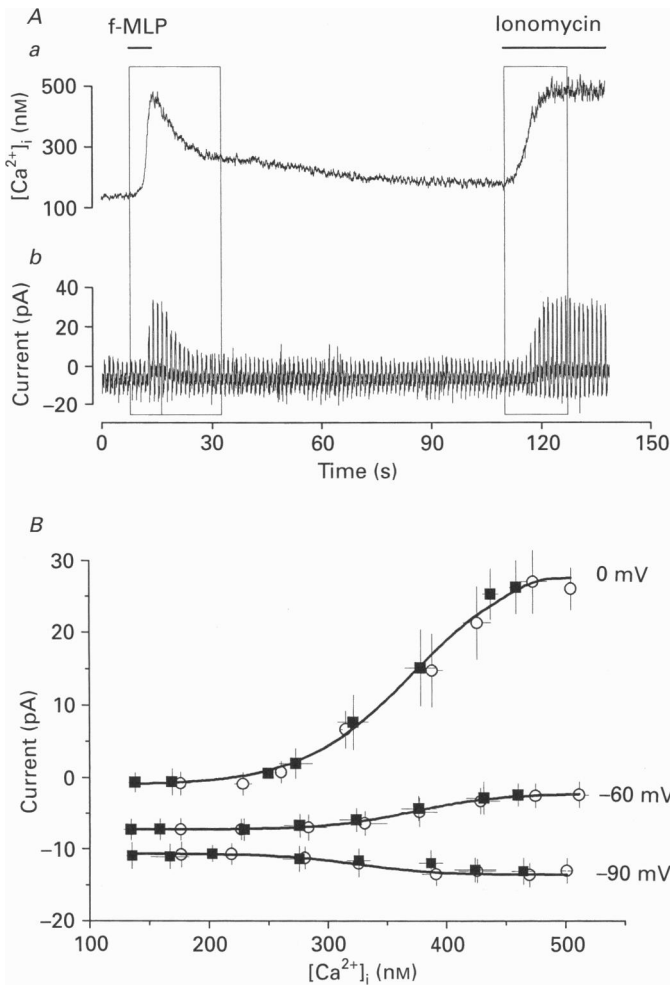 A
f-MLP Ionomycin
a
500
300
100
[Ca²⁺]ᵢ (nM)
b
40
20
0
−20
Current (pA)
0 30 60 90 120 150
Time (s)
B
30
20
10
0
−10
−20
Current (pA)
0 mV
−60 mV
−90 mV
100 200 300 400 500
[Ca²⁺]ᵢ (nM)